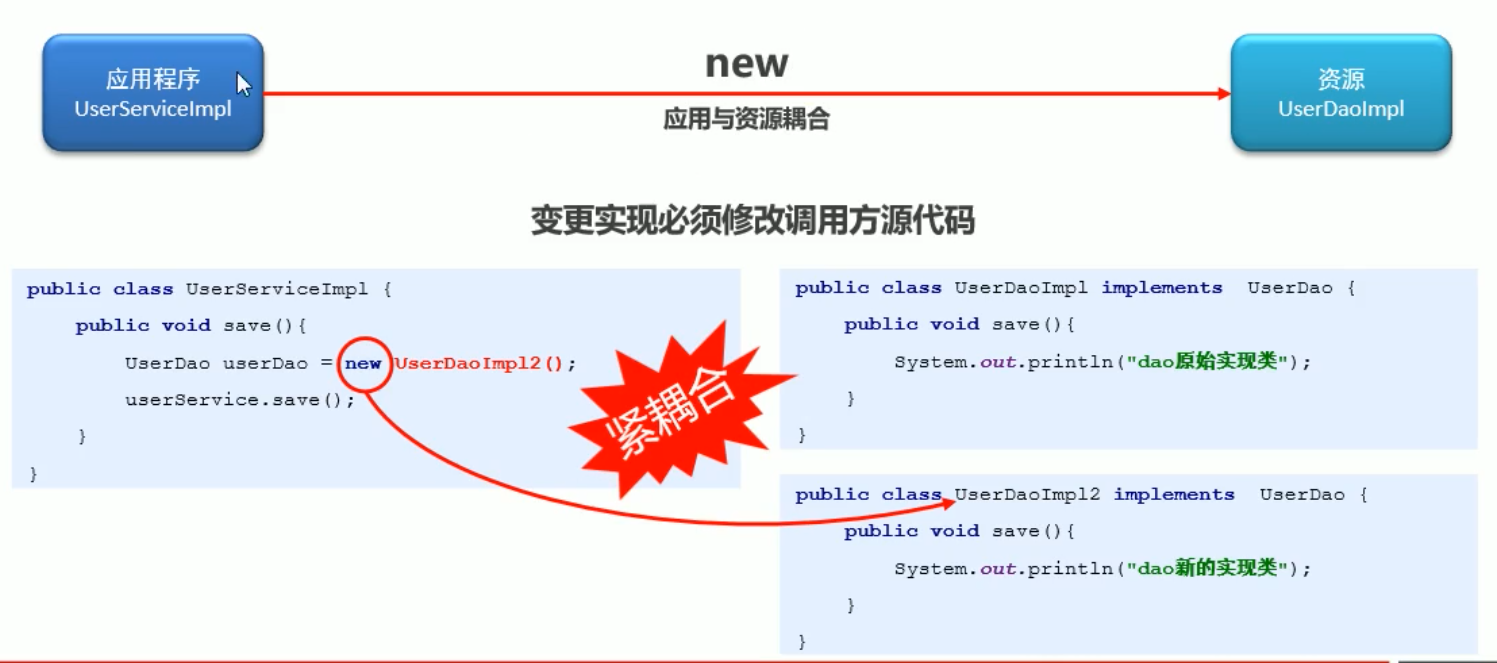 应用程序
UserServiceImpl
new
应用与资源耦合
资源
UserDaoImpl
变更实现必须修改调用方源代码
public class UserServiceImpl {
public void save(){
UserDao userDao = new UserDaoImpl2();
userService.save();
}
}
紧耦合
public class UserDaoImpl implements UserDao {
public void save(){
System.out.println("dao原始实现类");
}
}
public class UserDaoImpl2 implements UserDao {
public void save(){
System.out.println("dao新的实现类");
}
}